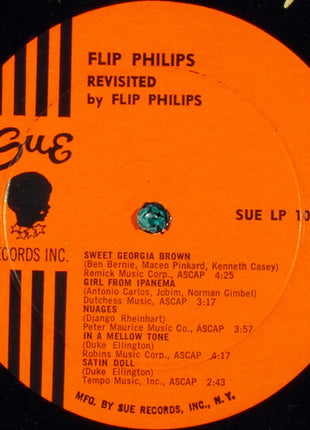 FLIP PHILIPS
REVISITED
by FLIP PHILIPS
Sue
ECORDS INC.
SUE LP 10
SWEET GEORGIA BROWN
(Ben Bernie, Maceo Pinkard, Kenneth Casey)
Remick Music Corp., ASCAP 4:25
GIRL FROM IPANEMA
(Antonio Carlos, Jobim, Norman Gimbel)
Dutchess Music, ASCAP 3:17
NUAGES
(Django Rheinhart)
Peter Maurice Music Co., ASCAP 3:57
IN A MELLOW TONE
(Duke Ellington)
Robins Music Corp., ASCAP 4:17
SATIN DOLL
(Duke Ellington)
Tempo Music, Inc., ASCAP 2:43
MFG. BY SUE RECORDS, INC., N. Y.